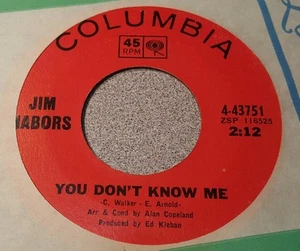 COLUMBIA
45
RPM
JIM
NABORS
4-43751
ZSP 116525
2:12
YOU DON'T KNOW ME
-C. Walker - E. Arnold-
Arr & Cond by Alan Copeland
Produced by Ed Kleban